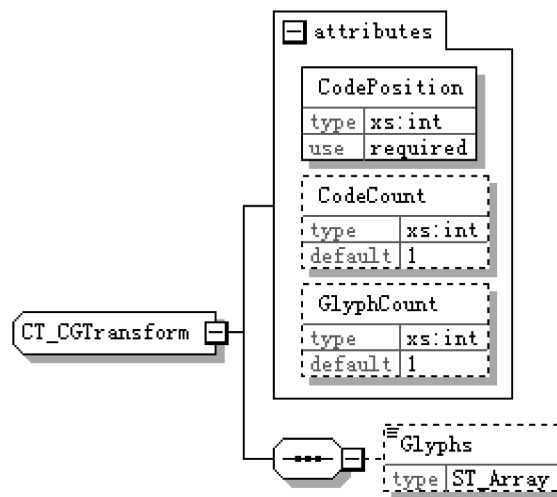 attributes
CodePosition
type xs:int
use required
CodeCount
type xs:int
default 1
GlyphCount
type xs:int
default 1
CT_CGTransform
Glyphs
type ST_Array